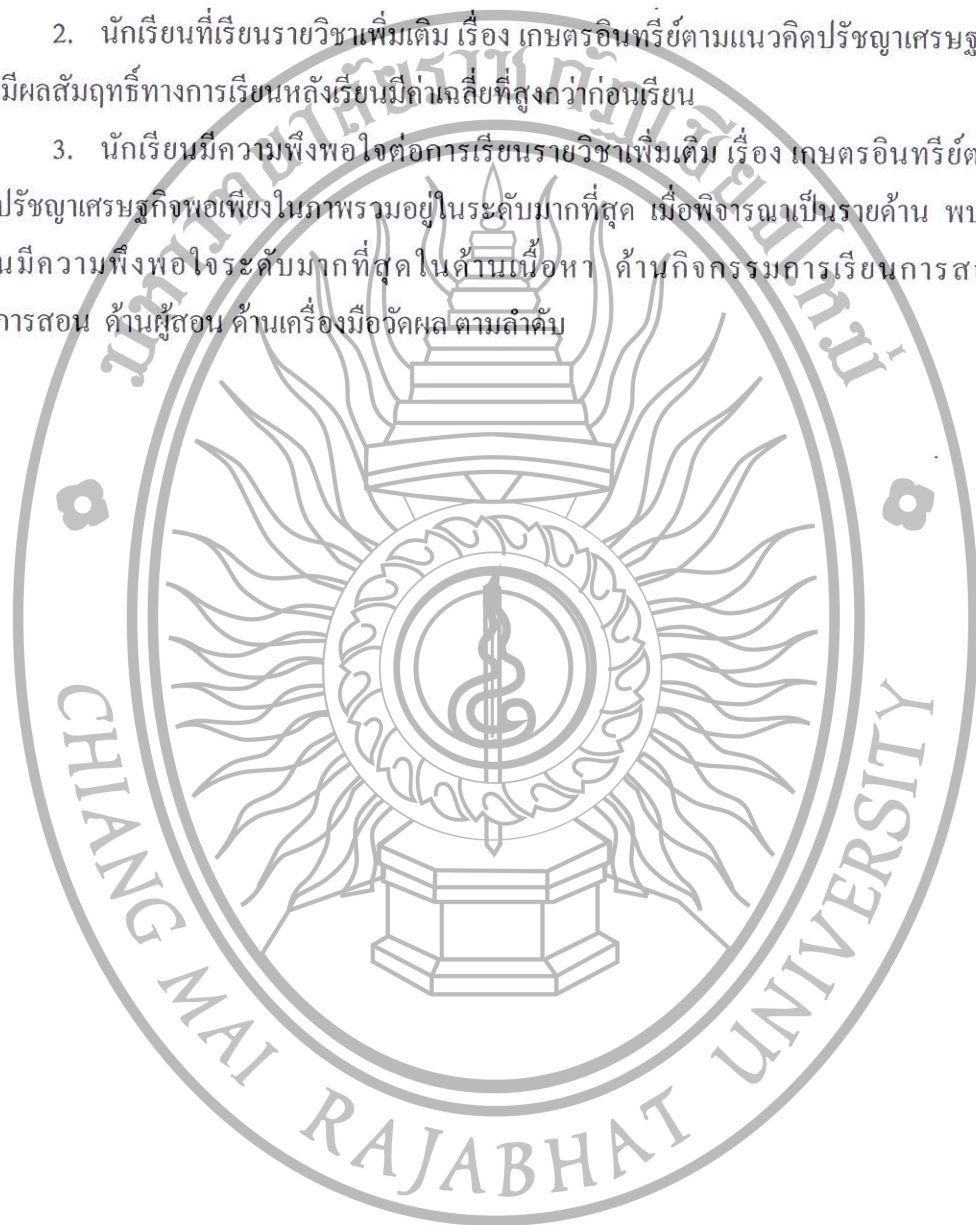 2. นักเรียนที่เรียนรายวิชาเพิ่มเติม เรื่อง เกษตรอินทรีย์ตามแนวคิดปรัชญาเศรษฐ
มีผลสัมฤทธิ์ทางการเรียนหลังเรียนมีค่าเฉลี่ยที่สูงกว่าก่อนเรียน
3. นักเรียนมีความพึงพอใจต่อการเรียนรายวิชาเพิ่มเติม เรื่อง เกษตรอินทรีย์ต
ปรัชญาเศรษฐกิจพอเพียงในภาพรวมอยู่ในระดับมากที่สุด เมื่อพิจารณาเป็นรายด้าน พบ
นมีความพึงพอใจระดับมากที่สุดในด้านเนื้อหา ด้านกิจกรรมการเรียนการส
การสอน ด้านผู้สอน ด้านเครื่องมือวัดผล ตามลำดับ
มหาวิทยาลัยราชภัฏเชียงใหม่
CHIANG MAI RAJABHAT UNIVERSITY